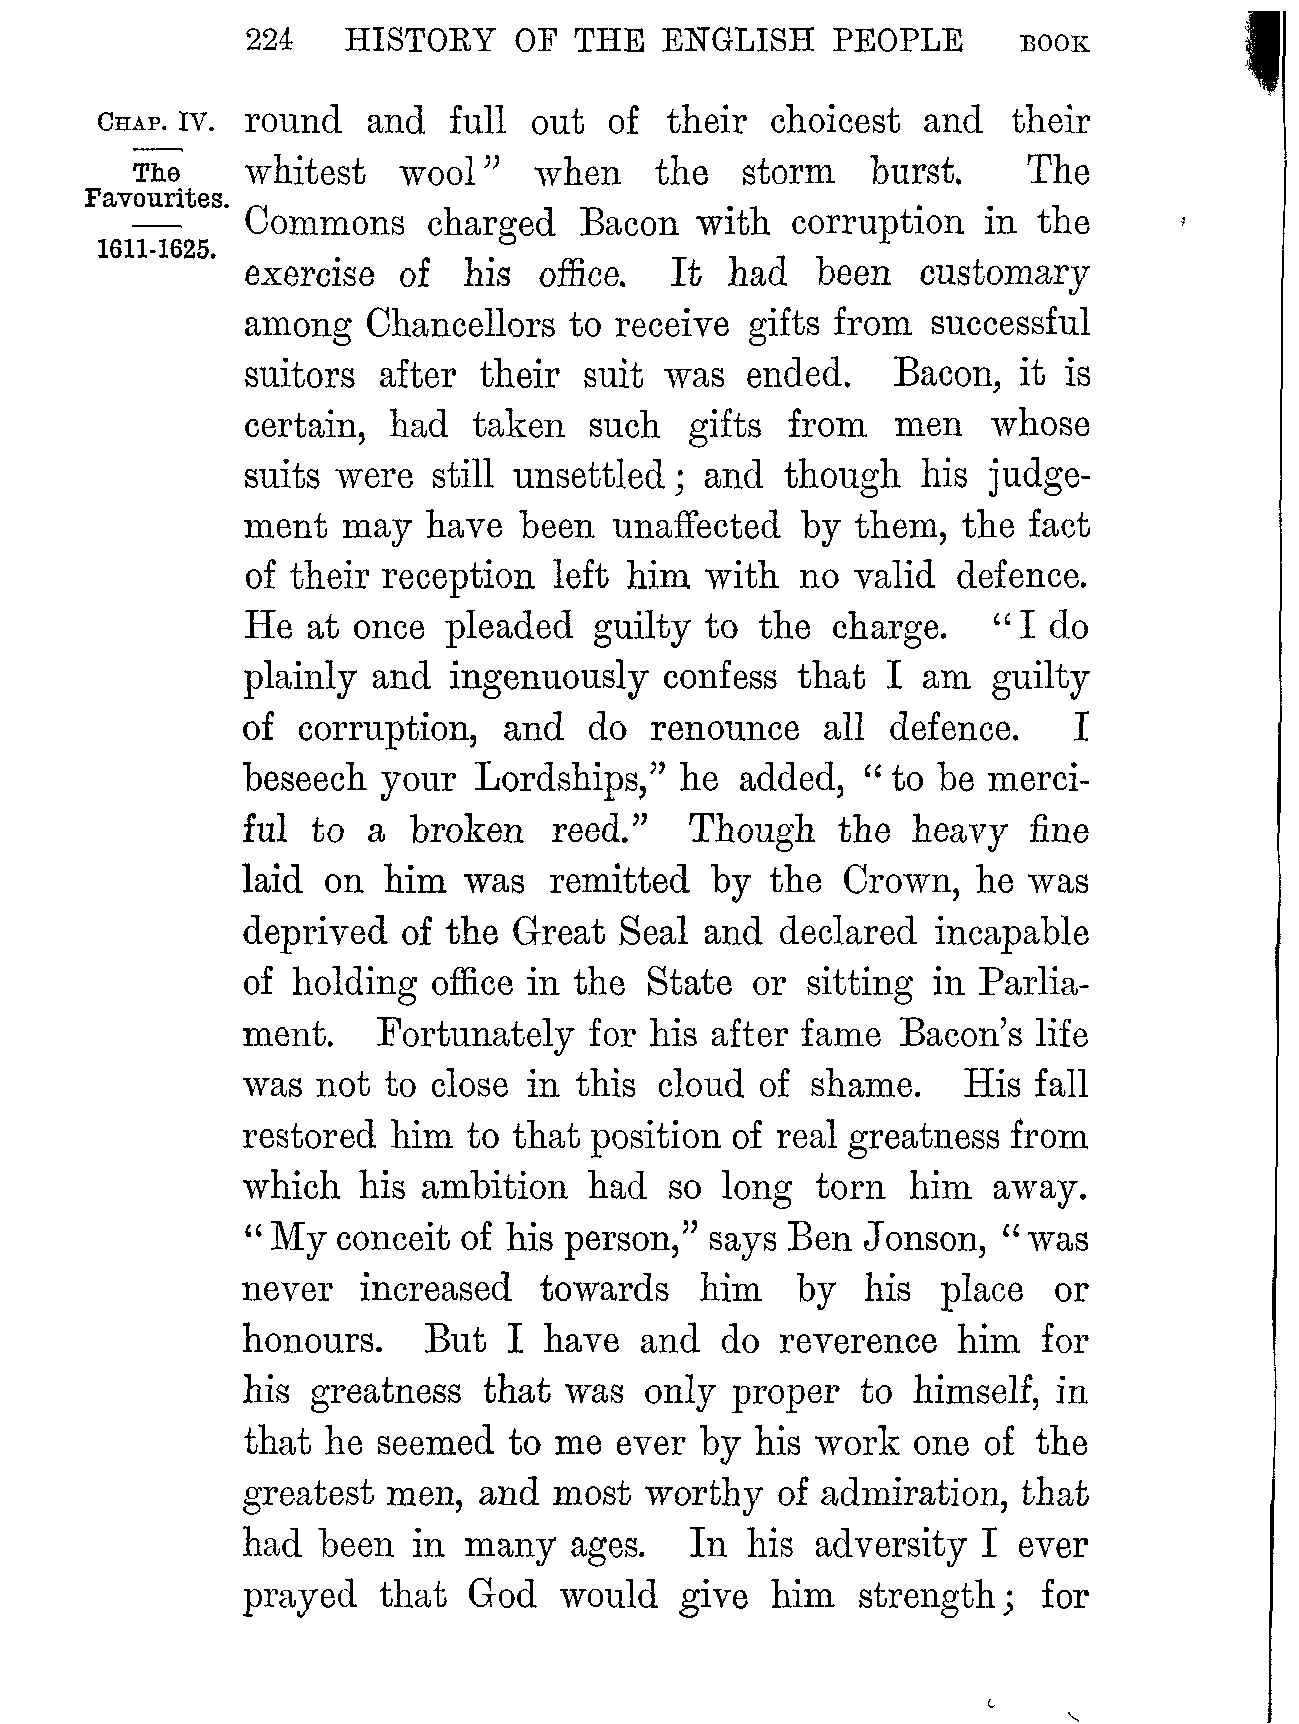 224 HISTORY OF THE ENGLISH PEOPLE BOOK
CHAP. IV.
The
Favourites.
1611-1625.
round and full out of their choicest and their
whitest wool” when the storm burst. The
Commons charged Bacon with corruption in the
exercise of his office. It had been customary
among Chancellors to receive gifts from successful
suitors after their suit was ended. Bacon, it is
certain, had taken such gifts from men whose
suits were still unsettled; and though his judge-
ment may have been unaffected by them, the fact
of their reception left him with no valid defence.
He at once pleaded guilty to the charge. “I do
plainly and ingenuously confess that I am guilty
of corruption, and do renounce all defence. I
beseech your Lordships,” he added, “to be merci-
ful to a broken reed.” Though the heavy fine
laid on him was remitted by the Crown, he was
deprived of the Great Seal and declared incapable
of holding office in the State or sitting in Parlia-
ment. Fortunately for his after fame Bacon’s life
was not to close in this cloud of shame. His fall
restored him to that position of real greatness from
which his ambition had so long torn him away.
“My conceit of his person,” says Ben Jonson, “was
never increased towards him by his place or
honours. But I have and do reverence him for
his greatness that was only proper to himself, in
that he seemed to me ever by his work one of the
greatest men, and most worthy of admiration, that
had been in many ages. In his adversity I ever
prayed that God would give him strength; for